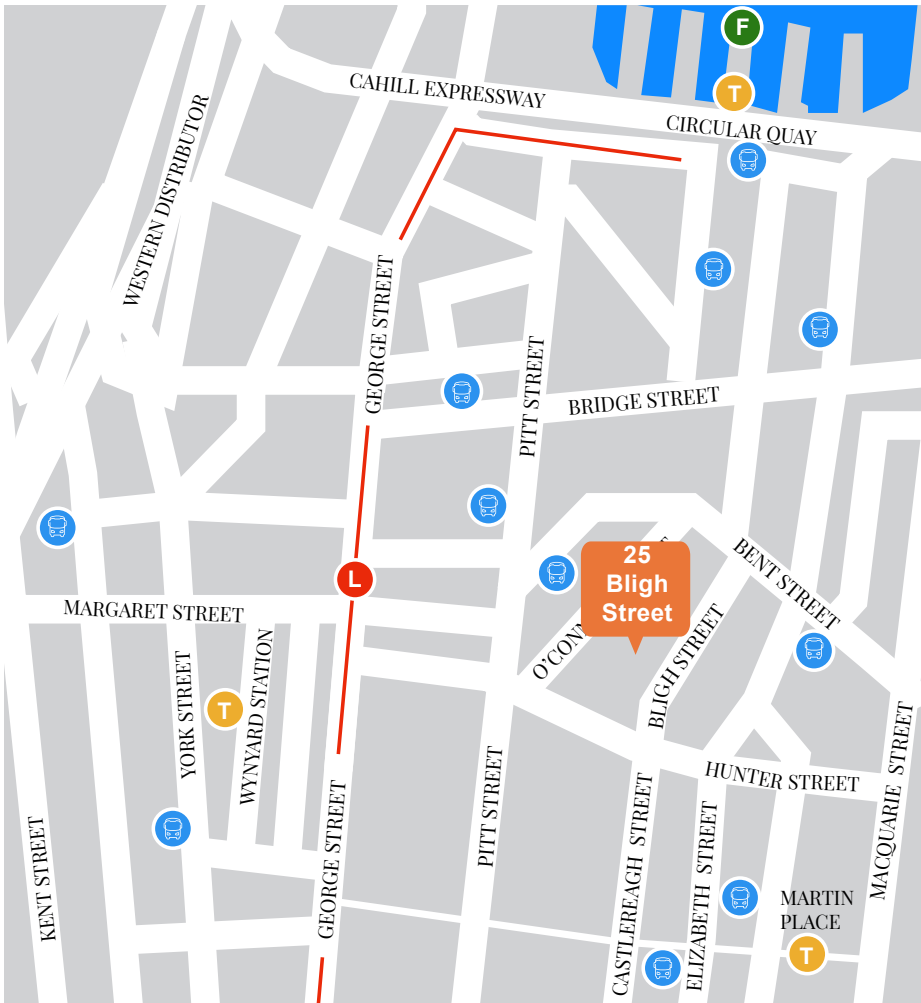 F
T
CAHILL EXPRESSWAY
CIRCULAR QUAY
WESTERN DISTRIBUTOR
GEORGE STREET
PITT STREET
BRIDGE STREET
25
Bligh
Street
BENT STREET
L
MARGARET STREET
BLIGH STREET
YORK STREET
WYNYARD STATION
T
HUNTER STREET
MACQUARIE STREET
GEORGE STREET
PITT STREET
CASTLEREAGH STREET
ELIZABETH STREET
KENT STREET
MARTIN
PLACE
T